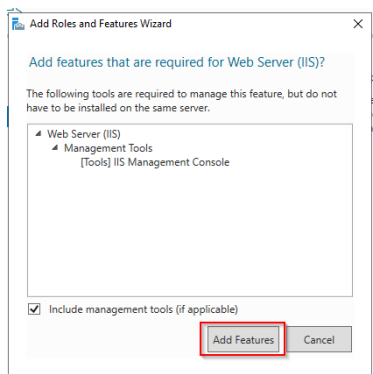 Add Roles and Features Wizard
Add features that are required for Web Server (IIS)?
The following tools are required to manage this feature, but do not
have to be installed on the same server.
Web Server (IIS)
Management Tools
[Tools] IIS Management Console
Include management tools (if applicable)
Add Features
Cancel